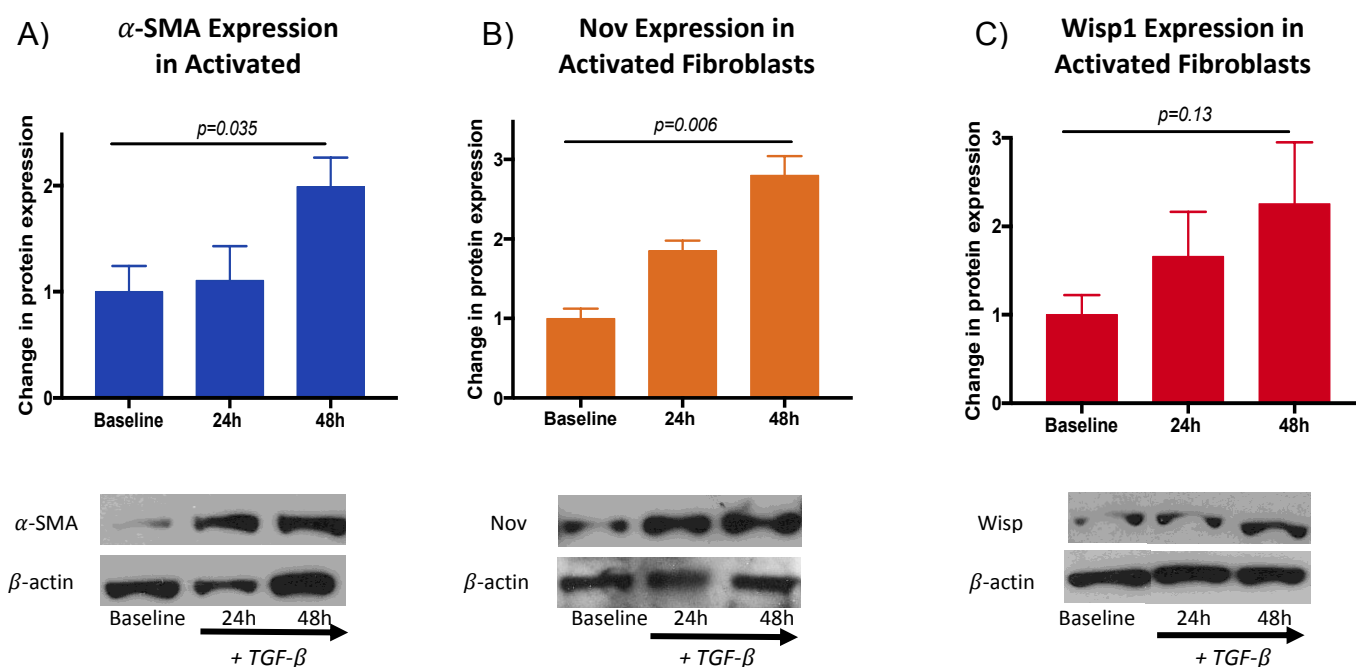 A)
𝛼-SMA Expression
in Activated
p=0.035
Change in protein expression
2
1
0
Baseline
24h
48h
𝛼-SMA
𝛽-actin
Baseline
24h
48h
+ TGF-β
B)
Nov Expression in
Activated Fibroblasts
p=0.006
Change in protein expression
3
2
1
0
Baseline
24h
48h
Nov
𝛽-actin
Baseline
24h
48h
+ TGF-β
C)
Wisp1 Expression in
Activated Fibroblasts
p=0.13
Change in protein expression
3
2
1
0
Baseline
24h
48h
Wisp
𝛽-actin
Baseline
24h
48h
+ TGF-β